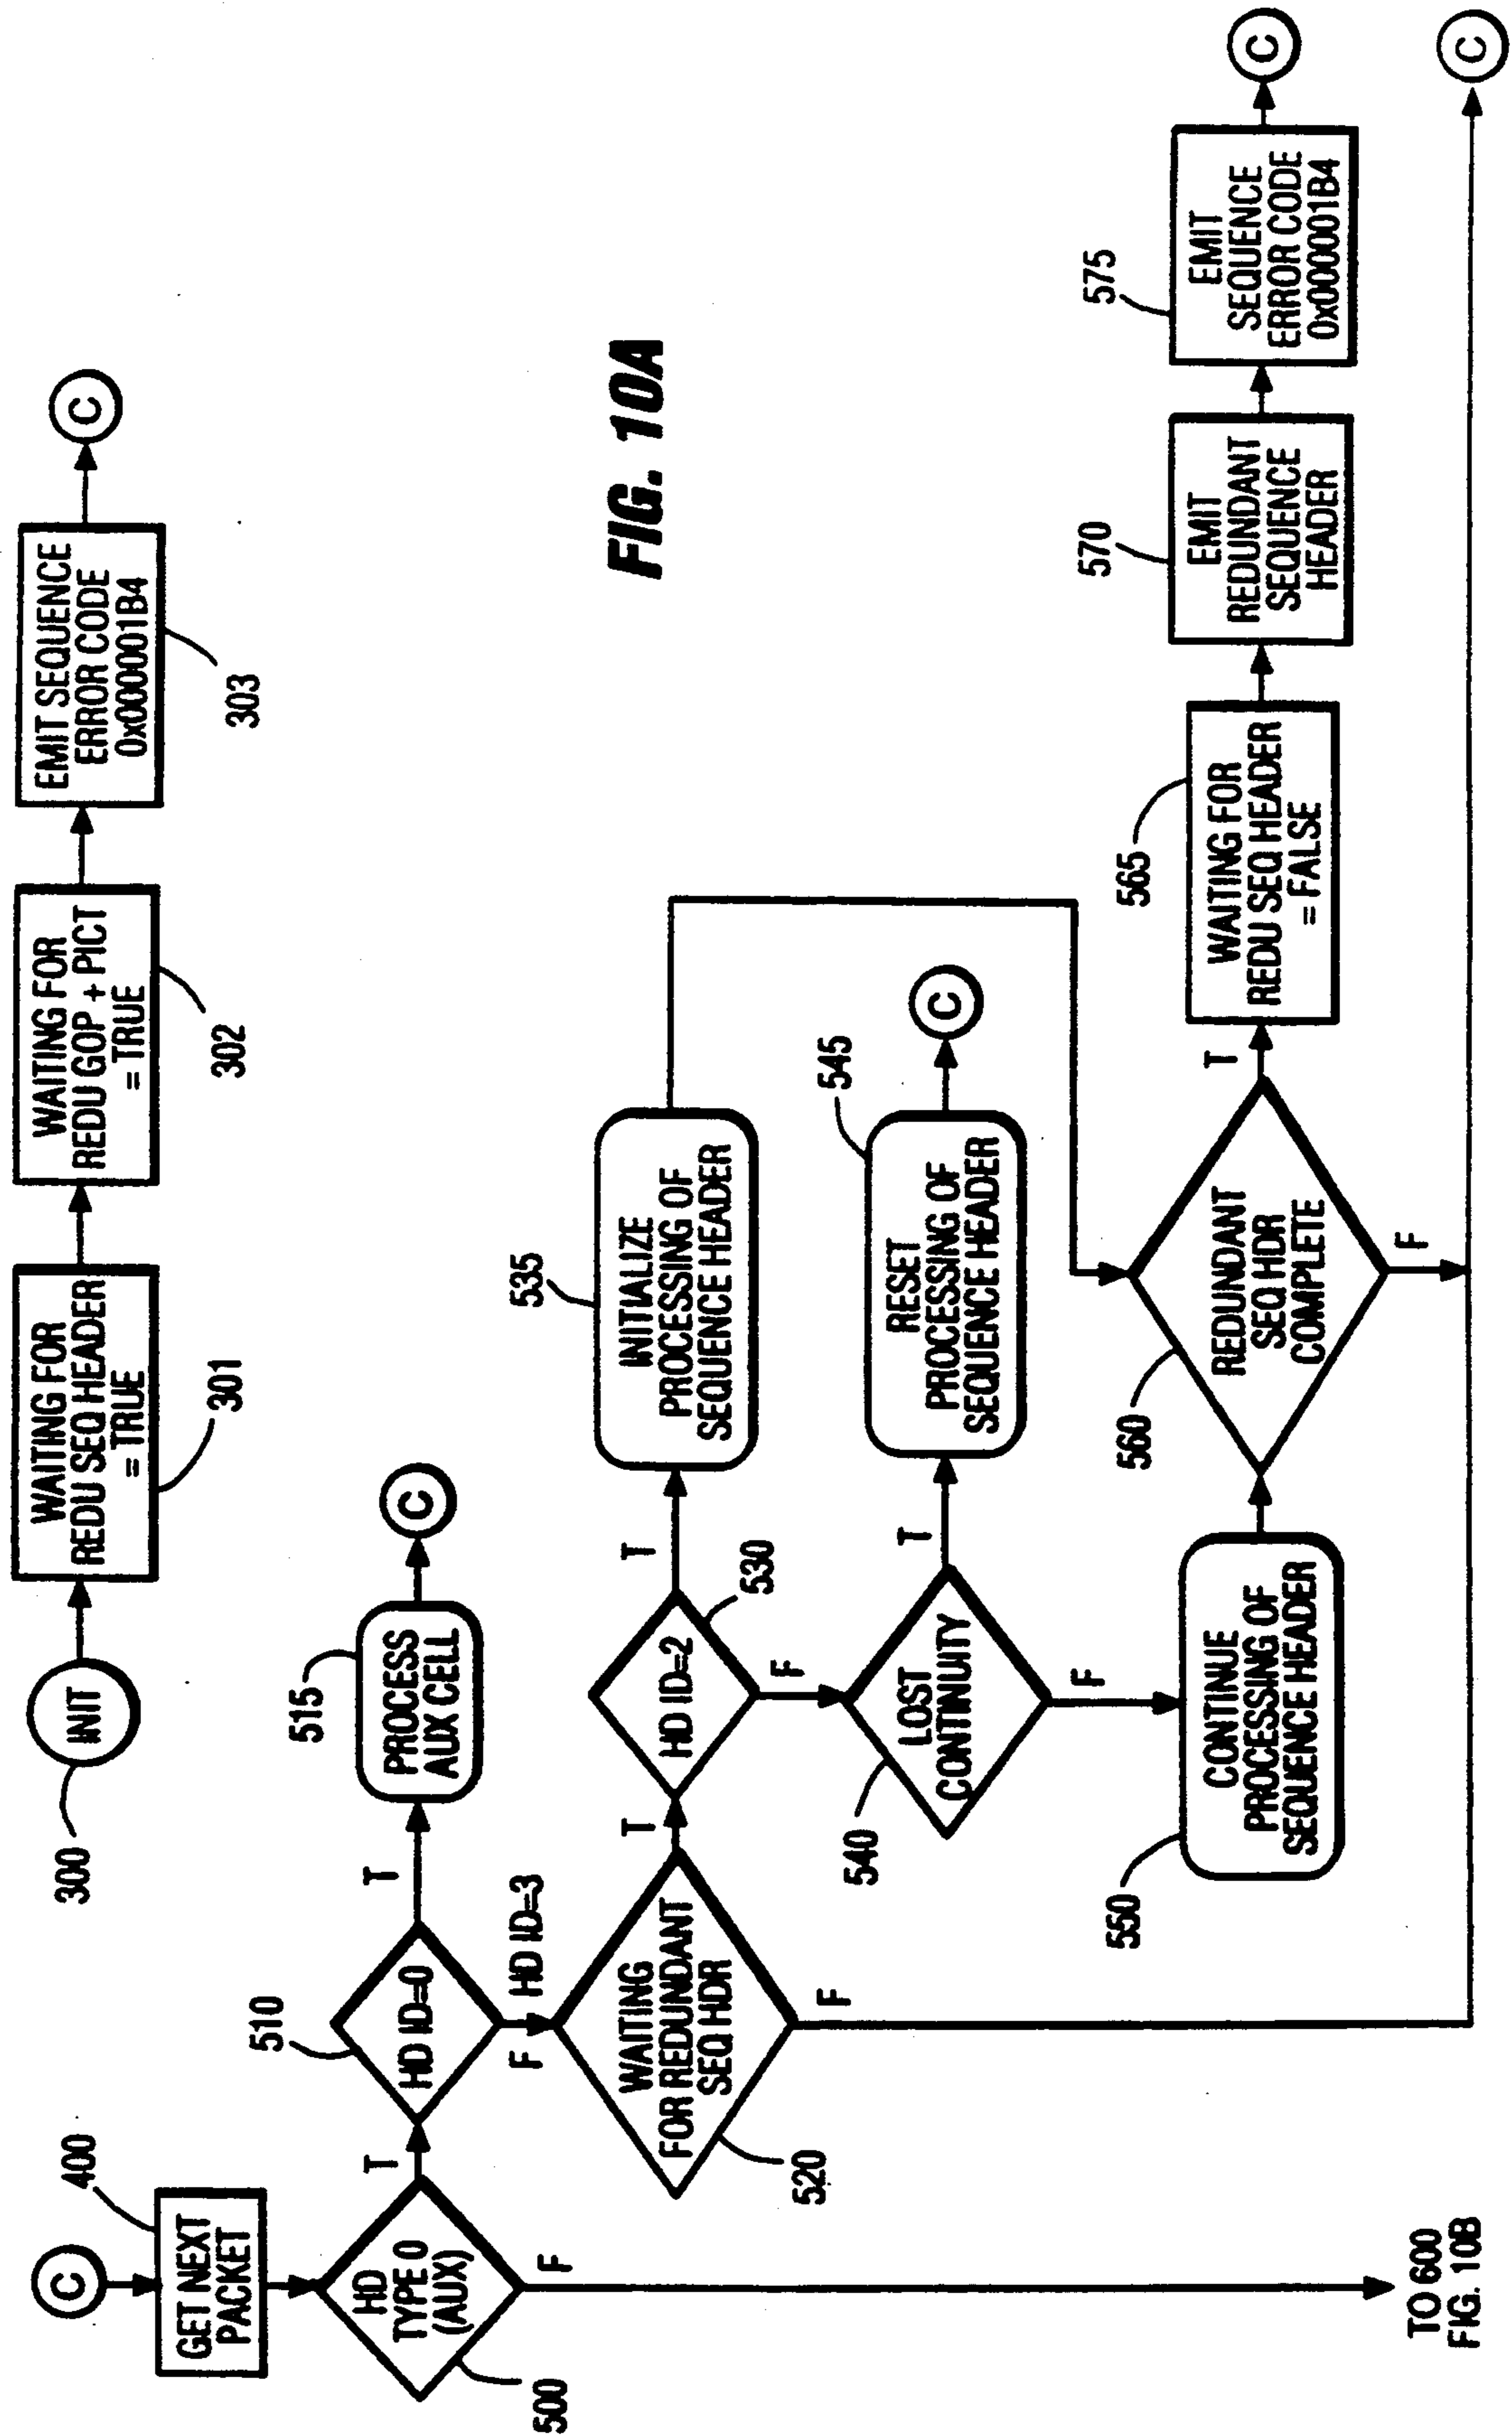 300
INIT
WAITING FOR
REDU SEQ HEADER
= TRUE
301
WAITING FOR
REDU GOP + PICT
= TRUE
302
EMIT SEQUENCE
ERROR CODE
0x000001B4
303
C
FIG. 10A
C
400
GET NEXT
PACKET
HD
TYPE 0
(AUX)
500
T
F
TO 600
FIG. 10B
510
HD ID=0
T
515
PROCESS
AUX CELL
C
F
HD ID=3
WAITING
FOR REDUNDANT
SEQ HDR
520
T
F
HD ID=2
530
T
535
INITIALIZE
PROCESSING OF
SEQUENCE HEADER
F
LOST
CONTINUITY
540
T
545
RESET
PROCESSING OF
SEQUENCE HEADER
C
F
CONTINUE
PROCESSING OF
SEQUENCE HEADER
550
REDUNDANT
SEQ HDR
COMPLETE
560
T
F
565
WAITING FOR
REDU SEQ HEADER
= FALSE
570
EMIT
REDUNDANT
SEQUENCE
HEADER
575
EMIT
SEQUENCE
ERROR CODE
0x000001B4
C
C